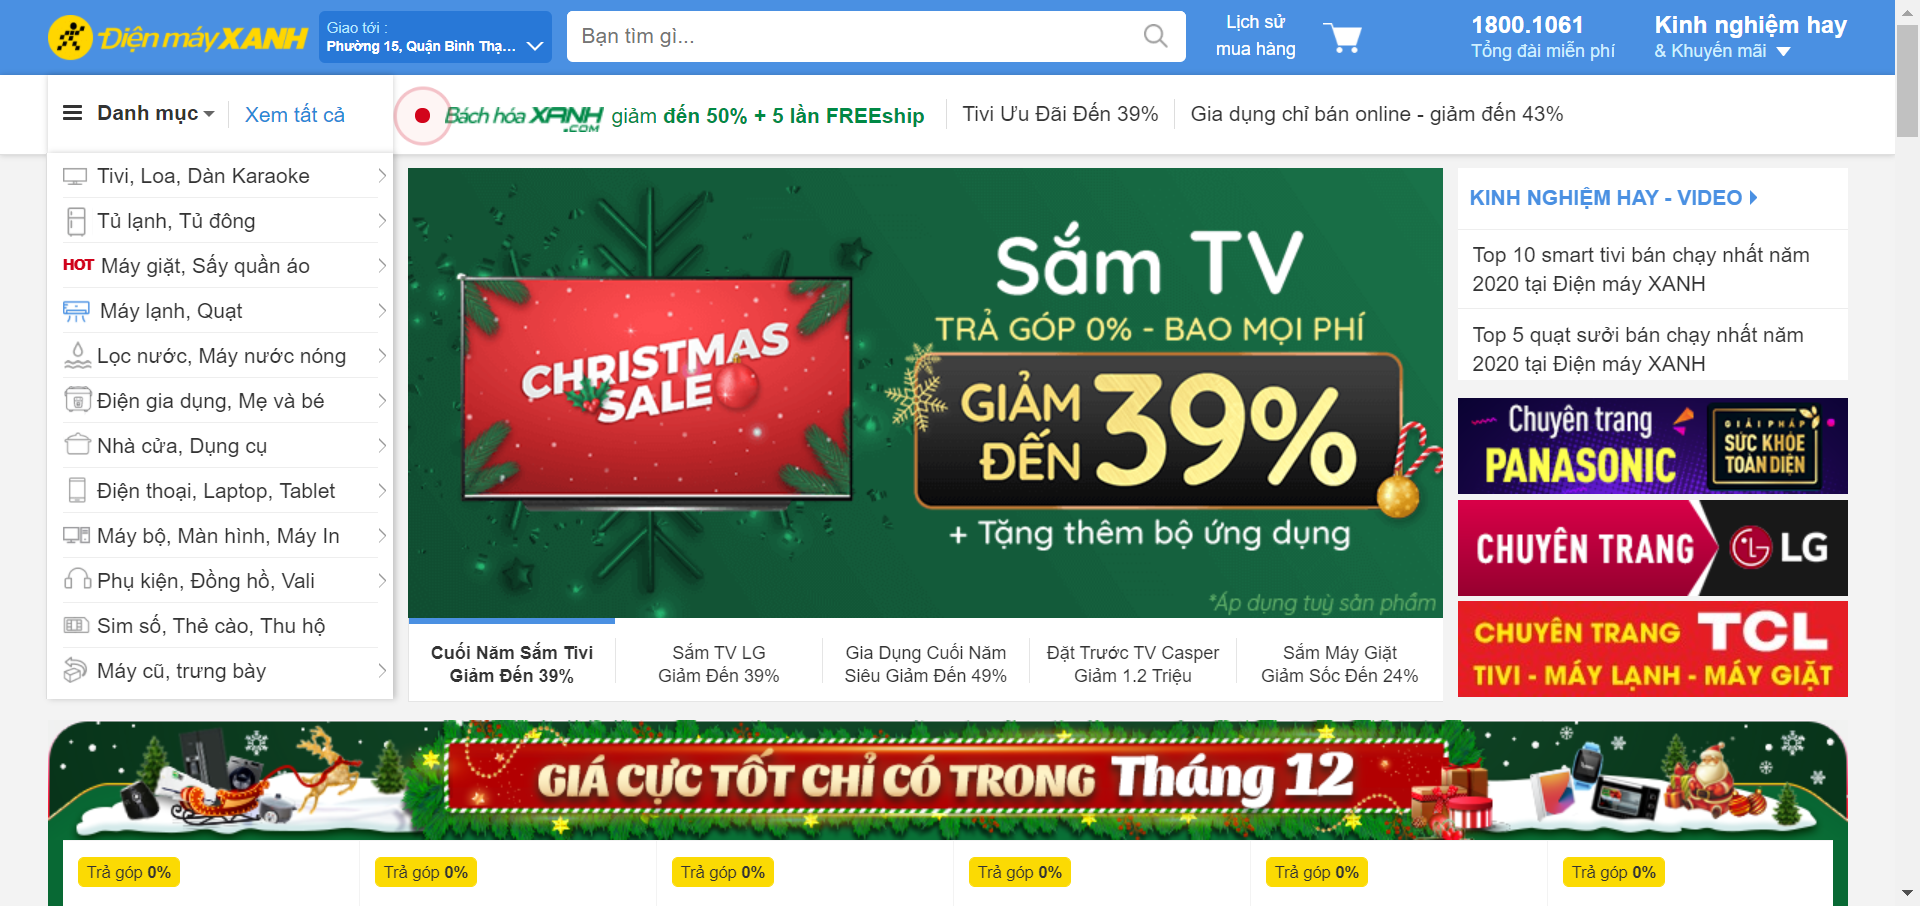 Điện máy XANH
Giao tới :
Phường 15, Quận Bình Thạ...
Bạn tìm gì...
Lịch sử
mua hàng
1800.1061
Tổng đài miễn phí
Kinh nghiệm hay
& Khuyến mãi
Danh mục
Xem tất cả
Bách hóa XANH .COM giảm đến 50% + 5 lần FREEship
Tivi Ưu Đãi Đến 39%
Gia dụng chỉ bán online - giảm đến 43%
Tivi, Loa, Dàn Karaoke
Tủ lạnh, Tủ đông
HOT Máy giặt, Sấy quần áo
Máy lạnh, Quạt
Lọc nước, Máy nước nóng
Điện gia dụng, Mẹ và bé
Nhà cửa, Dụng cụ
Điện thoại, Laptop, Tablet
Máy bộ, Màn hình, Máy In
Phụ kiện, Đồng hồ, Vali
Sim số, Thẻ cào, Thu hộ
Máy cũ, trưng bày
CHRISTMAS
SALE
Sắm TV
TRẢ GÓP 0% - BAO MỌI PHÍ
GIẢM
ĐẾN 39%
+ Tặng thêm bộ ứng dụng
*Áp dụng tuỳ sản phẩm
Cuối Năm Sắm Tivi
Giảm Đến 39%
Sắm TV LG
Giảm Đến 39%
Gia Dụng Cuối Năm
Siêu Giảm Đến 49%
Đặt Trước TV Casper
Giảm 1.2 Triệu
Sắm Máy Giặt
Giảm Sốc Đến 24%
KINH NGHIỆM HAY - VIDEO
Top 10 smart tivi bán chạy nhất năm
2020 tại Điện máy XANH
Top 5 quạt sưởi bán chạy nhất năm
2020 tại Điện máy XANH
Chuyên trang
PANASONIC
GIẢI PHÁP
SỨC KHỎE
TOÀN DIỆN
CHUYÊN TRANG LG
CHUYÊN TRANG TCL
TIVI - MÁY LẠNH - MÁY GIẶT
GIÁ CỰC TỐT CHỈ CÓ TRONG Tháng 12
Trả góp 0%
Trả góp 0%
Trả góp 0%
Trả góp 0%
Trả góp 0%
Trả góp 0%